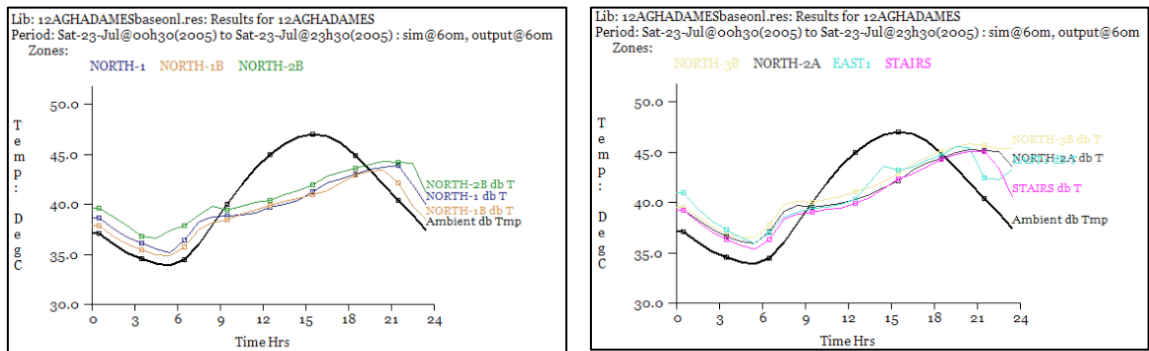 Lib: 12AGHADAMESbaseonl.res: Results for 12AGHADAMES
Period: Sat-23-Jul@00h30(2005) to Sat-23-Jul@23h30(2005) : sim@60m, output@60m
Zones:
NORTH-1 NORTH-1B NORTH-2B
Temp: DegC
50.0
45.0
40.0
35.0
30.0
NORTH-2B db T
NORTH-1 db T
NORTH-1B db T
Ambient db Tmp
0 3 6 9 12 15 18 21 24
Time Hrs
Lib: 12AGHADAMESbaseonl.res: Results for 12AGHADAMES
Period: Sat-23-Jul@00h30(2005) to Sat-23-Jul@23h30(2005) : sim@60m, output@60m
Zones:
NORTH-3B NORTH-2A EAST1 STAIRS
Temp: DegC
50.0
45.0
40.0
35.0
30.0
NORTH-3B db T
NORTH-2A db T
STAIRS db T
Ambient db Tmp
0 3 6 9 12 15 18 21 24
Time Hrs